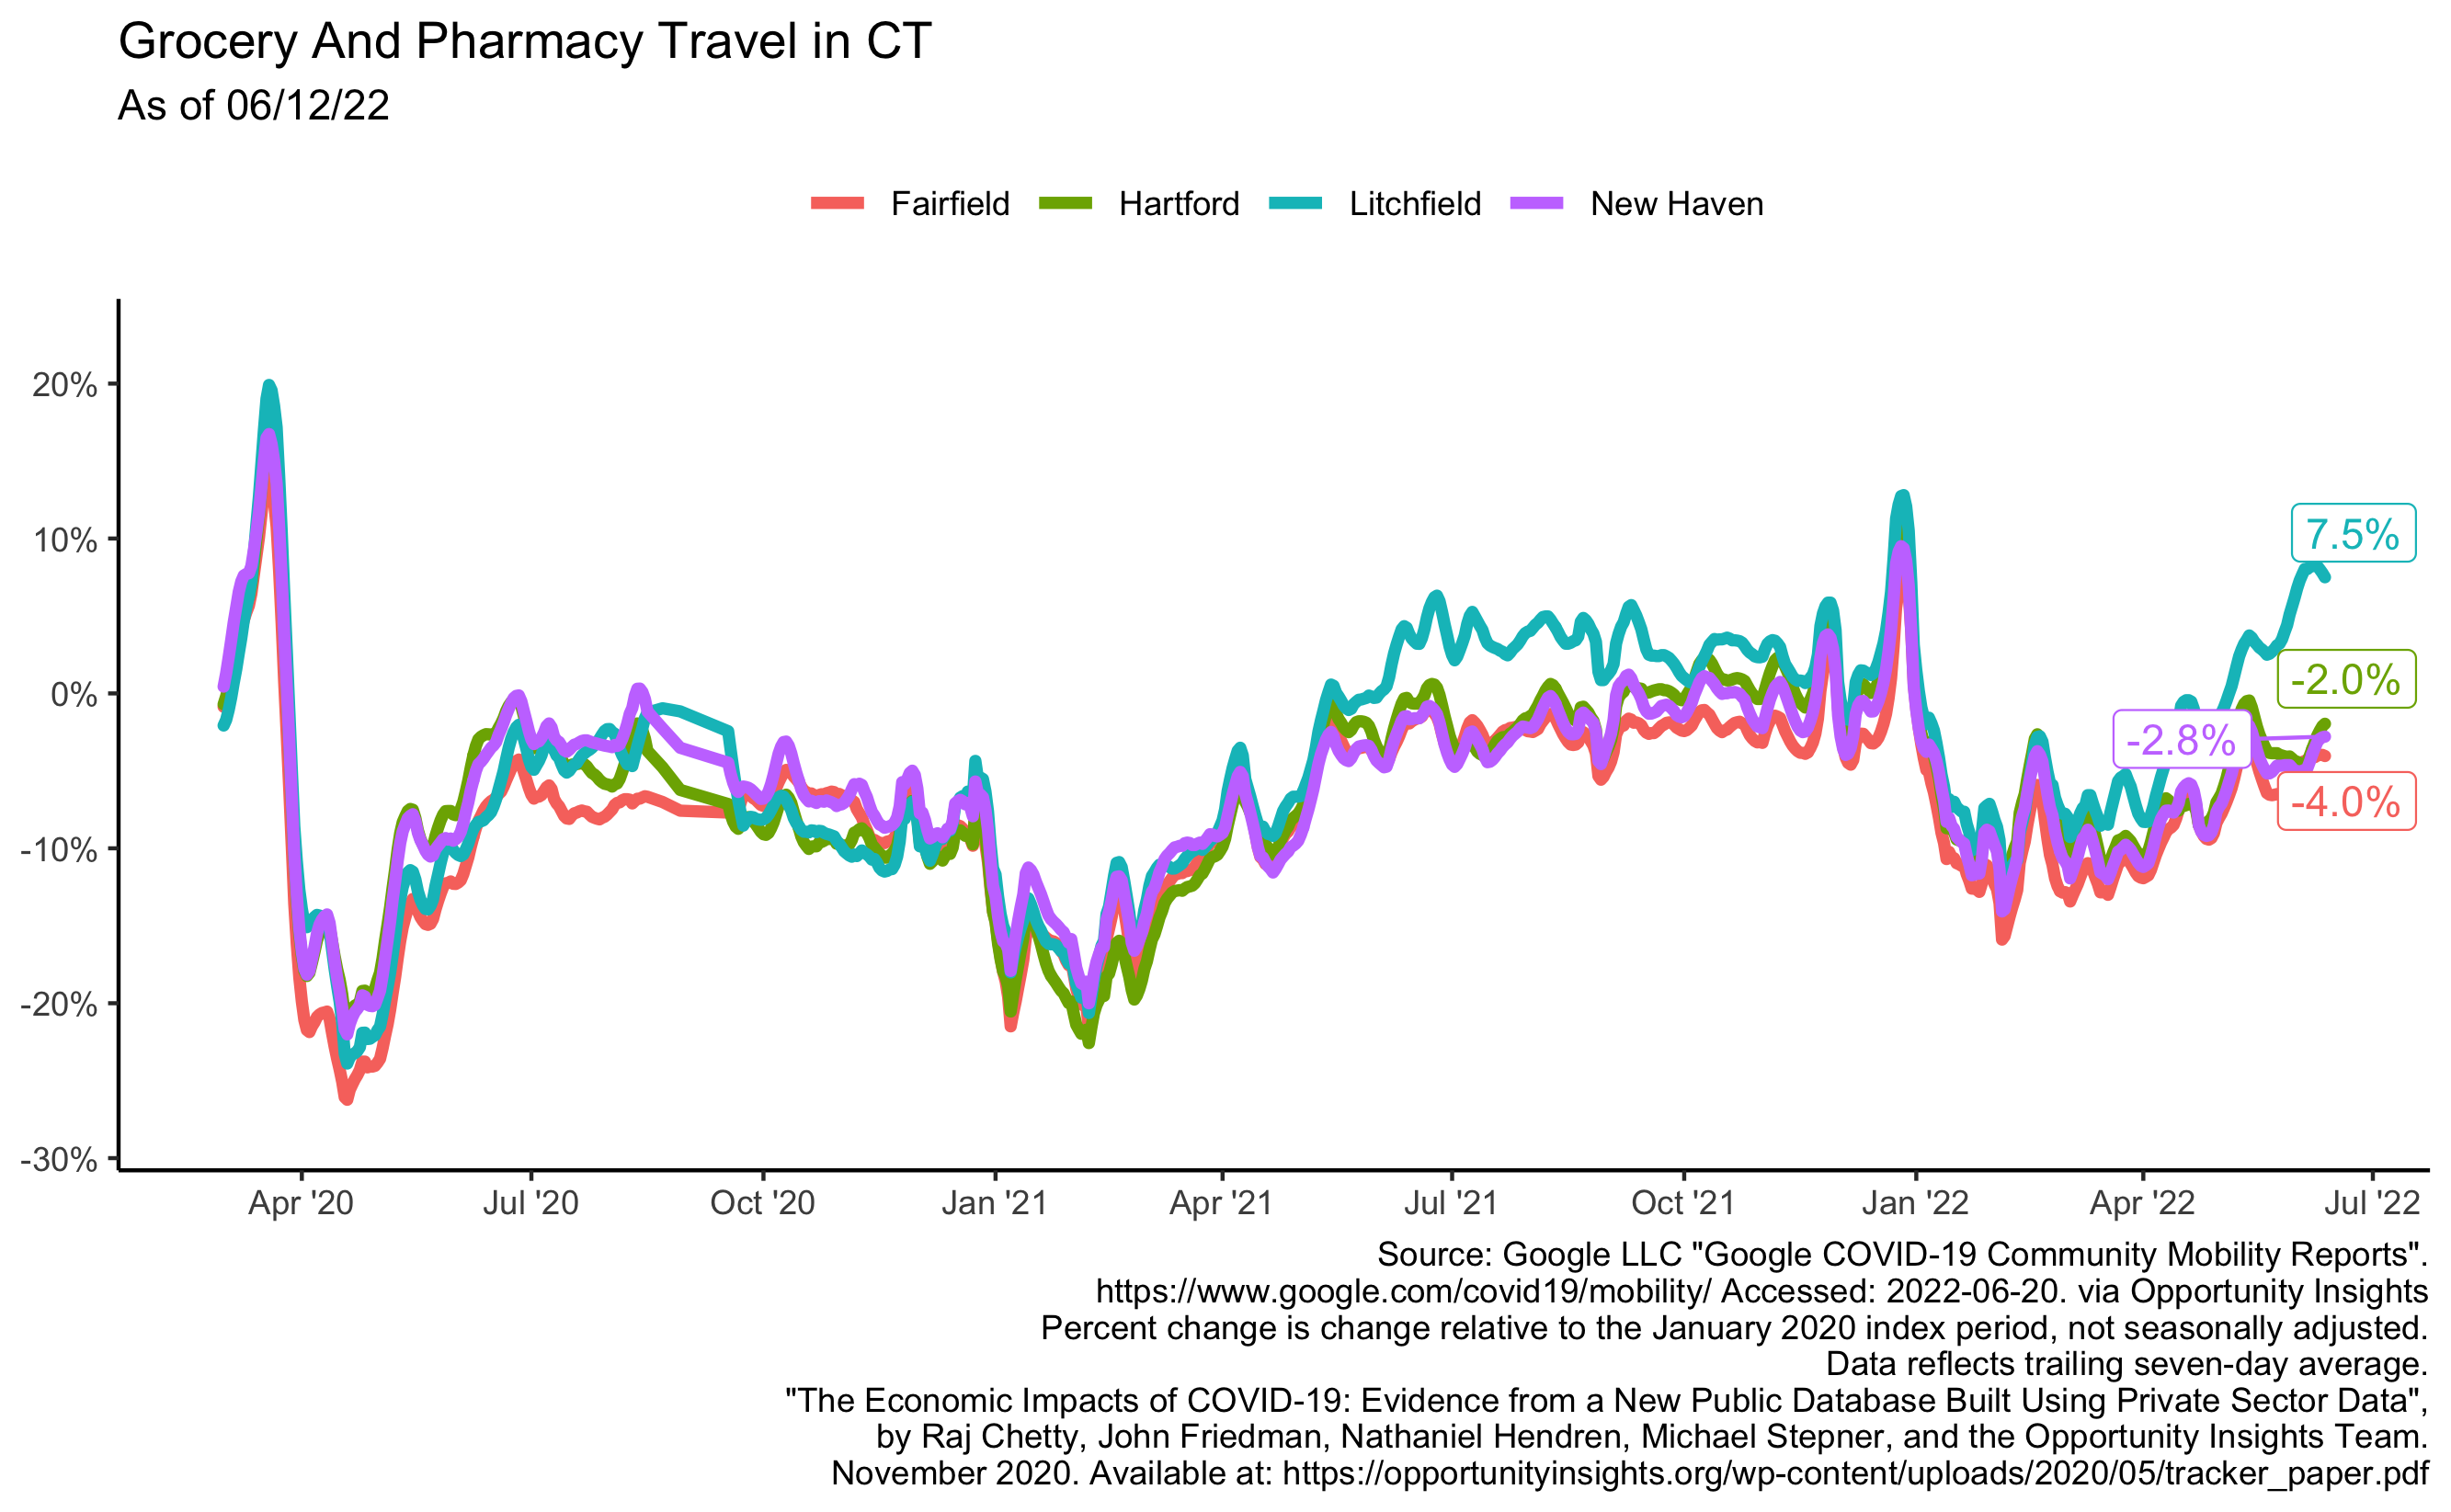 Grocery And Pharmacy Travel in CT
As of 06/12/22
Fairfield Hartford Litchfield New Haven
20%
10%
0%
-10%
-20%
-30%
7.5%
-2.0%
-2.8%
-4.0%
Apr '20 Jul '20 Oct '20 Jan '21 Apr '21 Jul '21 Oct '21 Jan '22 Apr '22 Jul '22
Source: Google LLC "Google COVID-19 Community Mobility Reports".
https://www.google.com/covid19/mobility/ Accessed: 2022-06-20. via Opportunity Insights
Percent change is change relative to the January 2020 index period, not seasonally adjusted.
Data reflects trailing seven-day average.
"The Economic Impacts of COVID-19: Evidence from a New Public Database Built Using Private Sector Data",
by Raj Chetty, John Friedman, Nathaniel Hendren, Michael Stepner, and the Opportunity Insights Team.
November 2020. Available at: https://opportunityinsights.org/wp-content/uploads/2020/05/tracker_paper.pdf